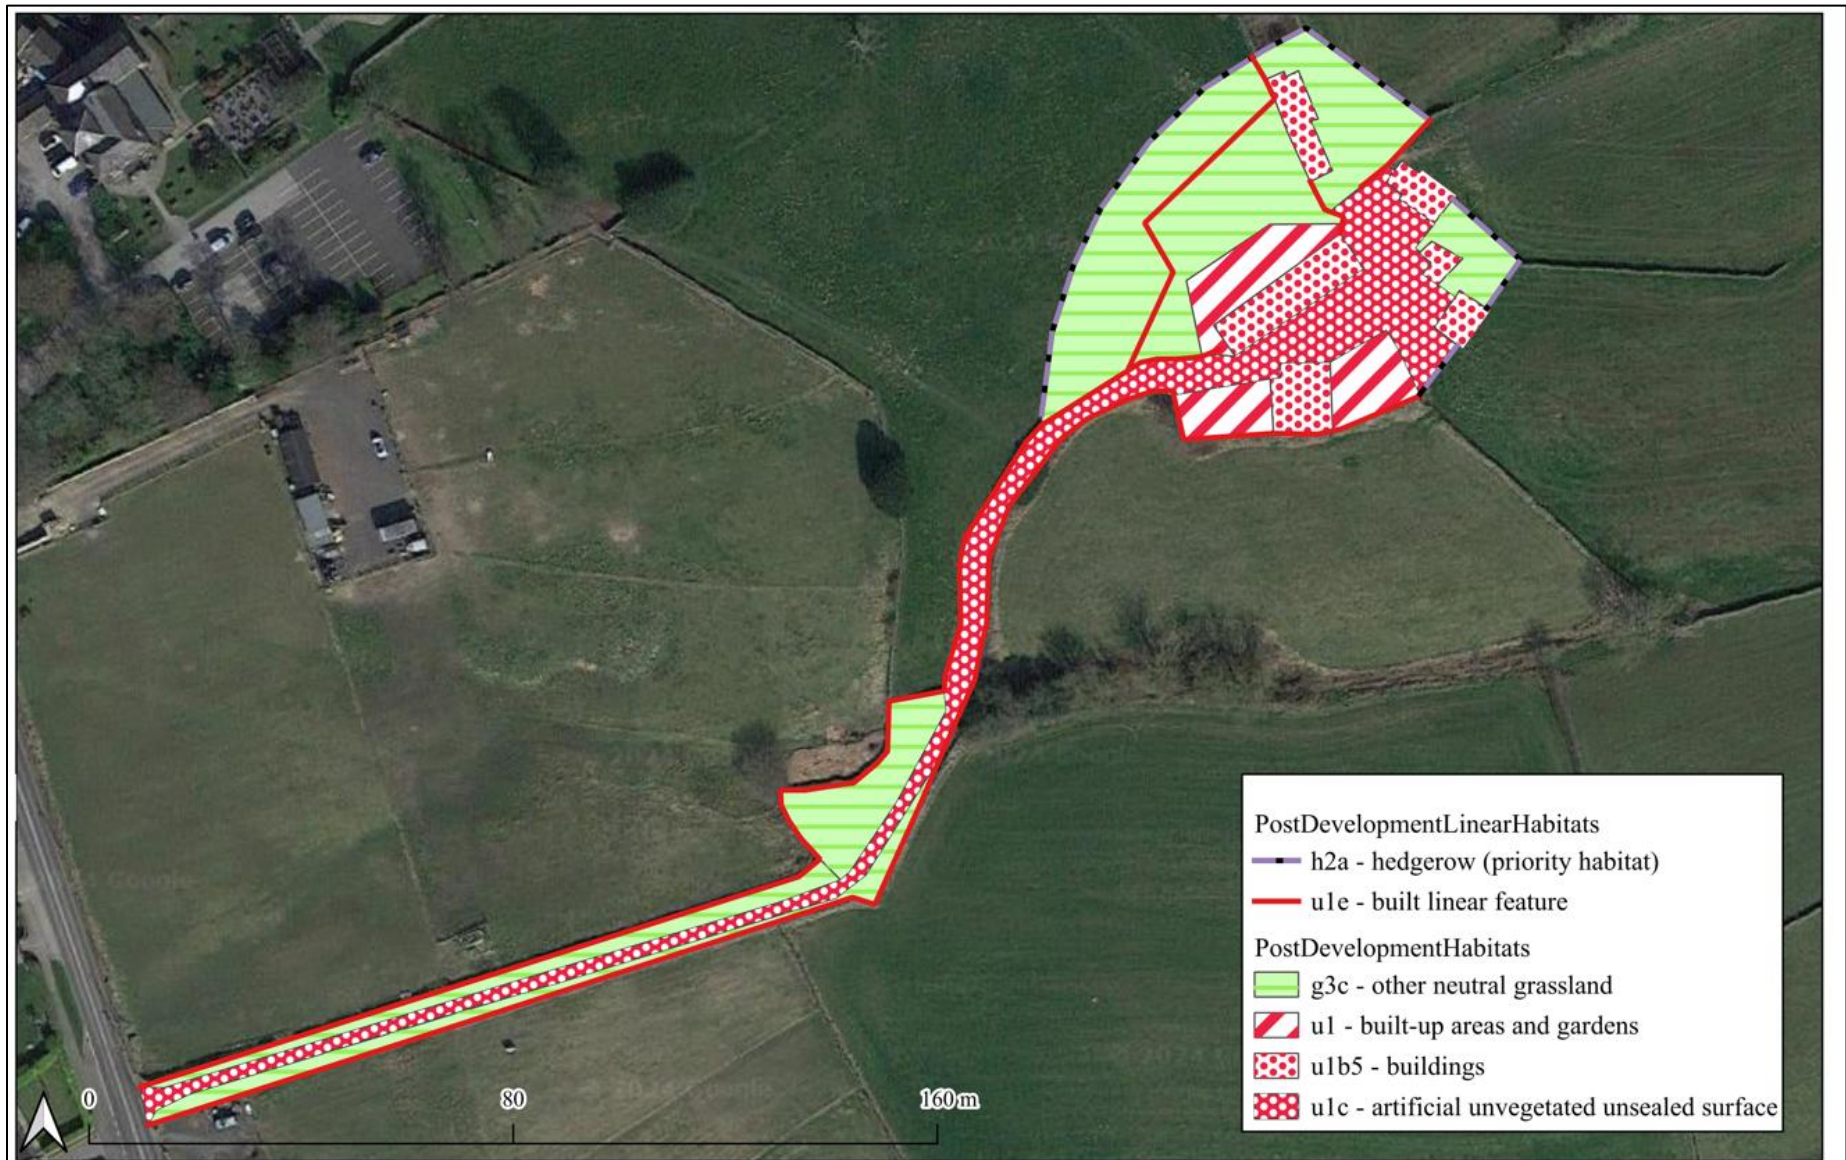 PostDevelopmentLinearHabitats
h2a - hedgerow (priority habitat)
u1e - built linear feature
PostDevelopmentHabitats
g3c - other neutral grassland
u1 - built-up areas and gardens
u1b5 - buildings
u1c - artificial unvegetated unsealed surface
0 80 160 m